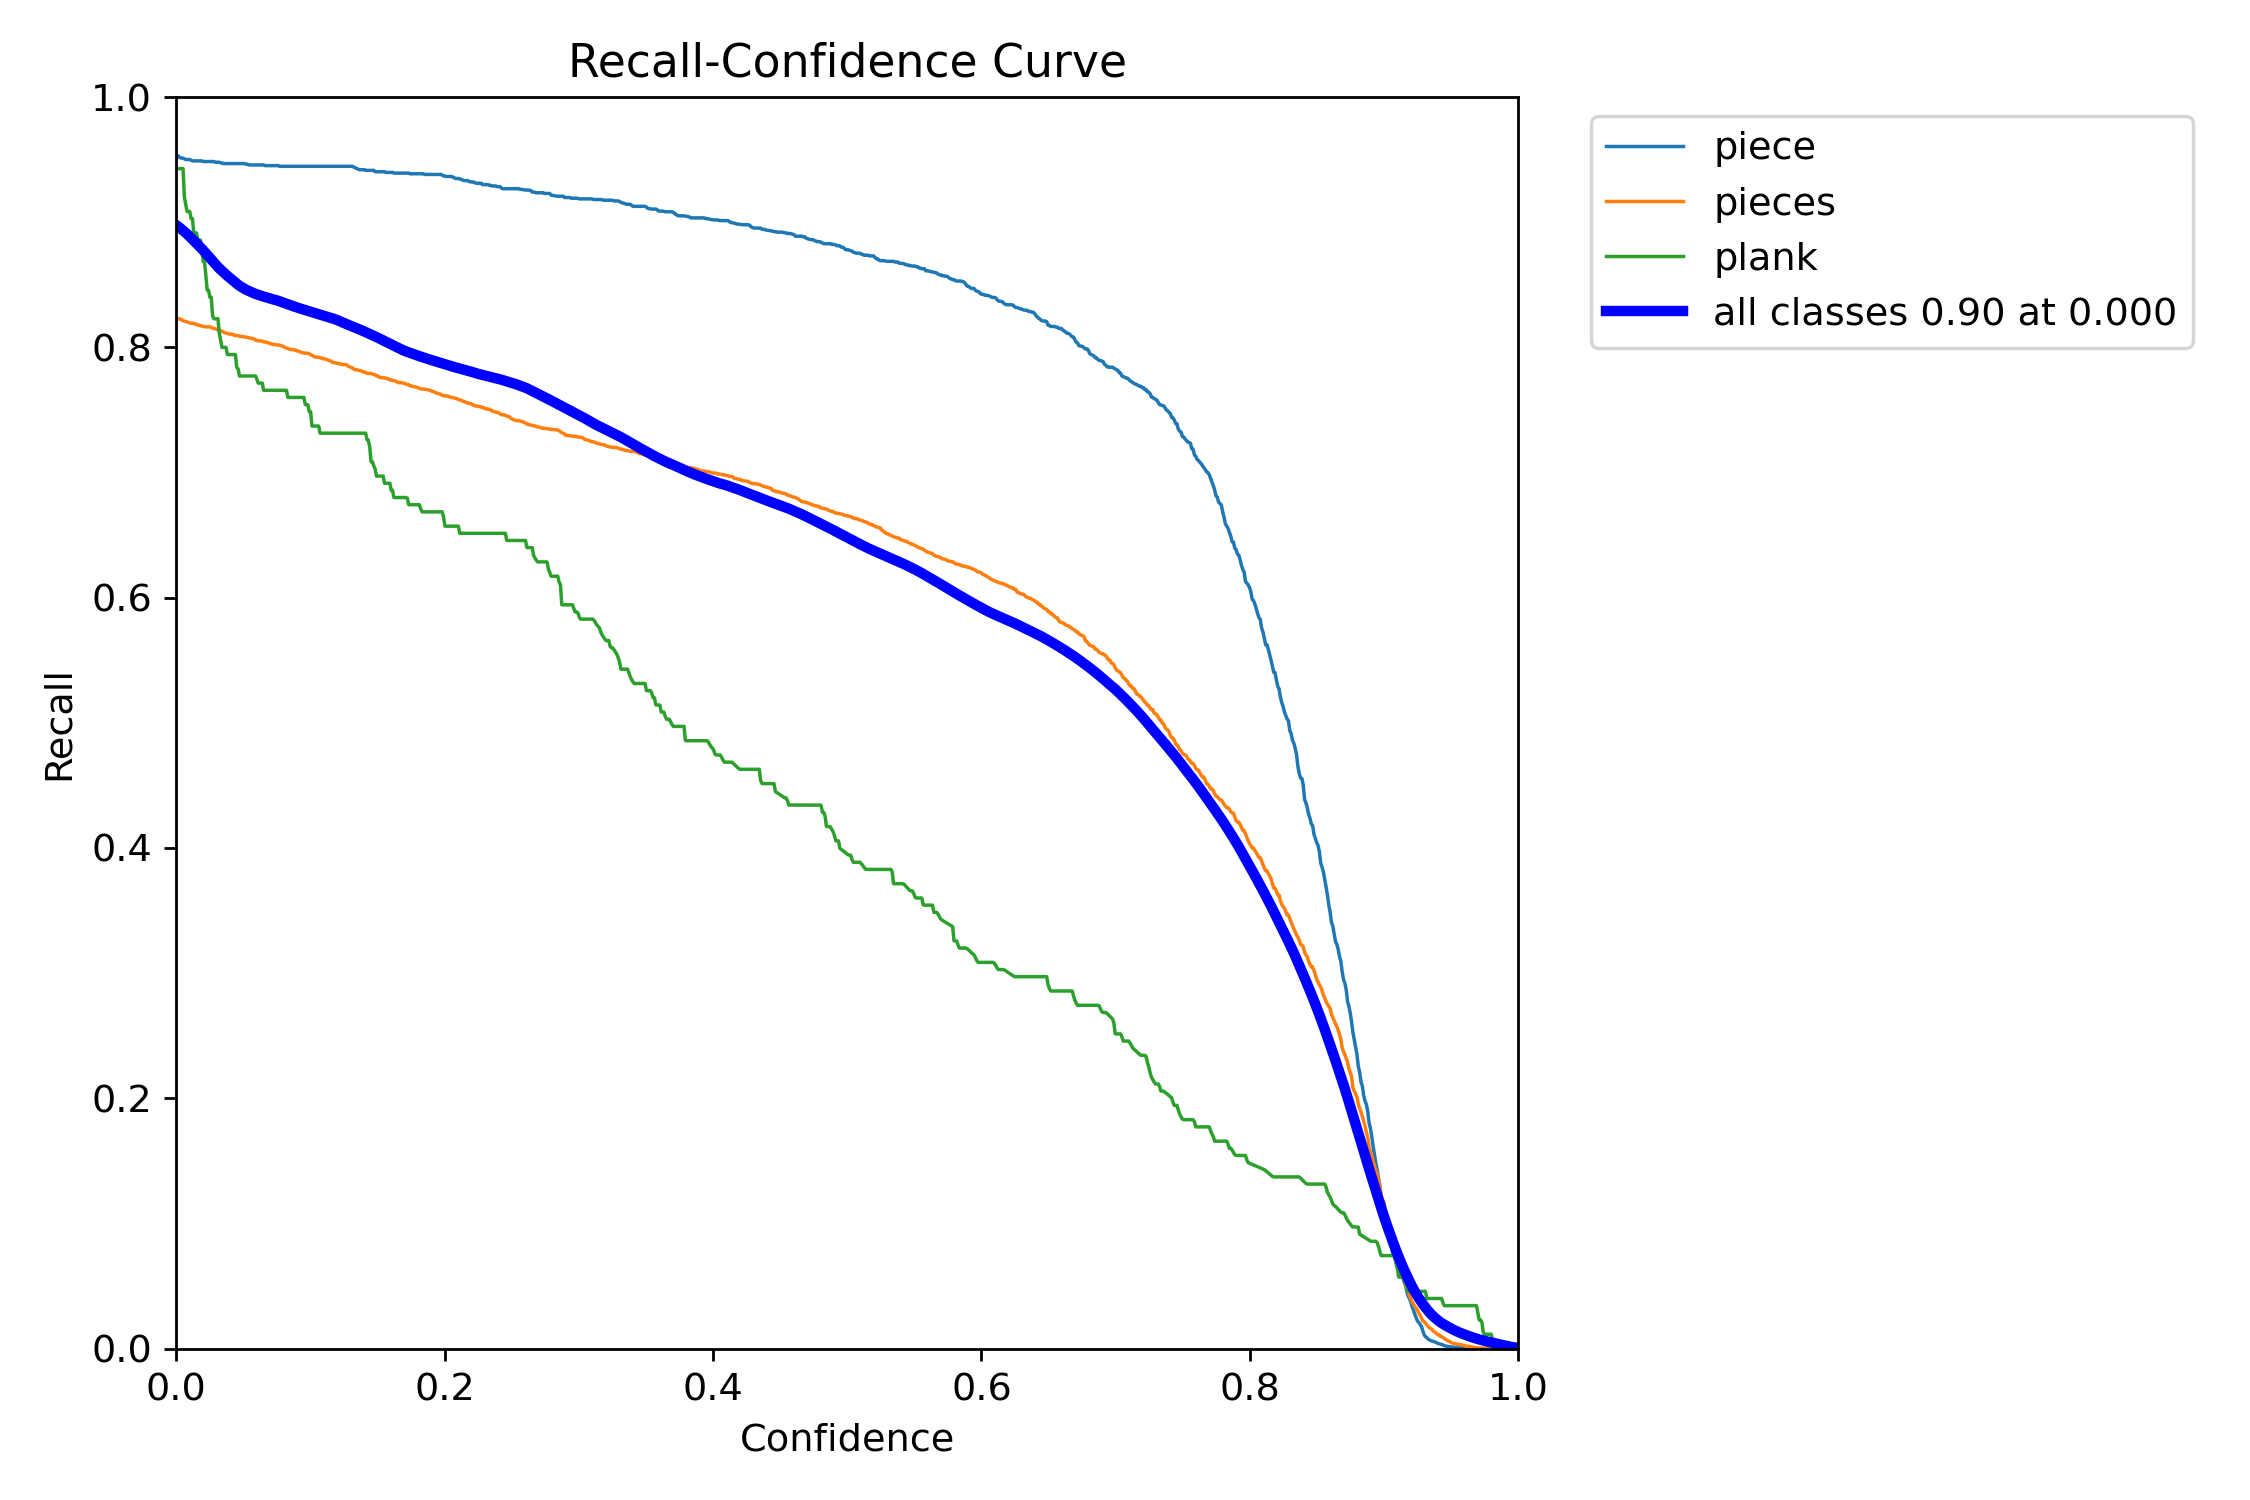 Recall-Confidence Curve
1.0
0.8
0.6
0.4
0.2
0.0
Recall
0.0 0.2 0.4 0.6 0.8 1.0
Confidence
piece
pieces
plank
all classes 0.90 at 0.000